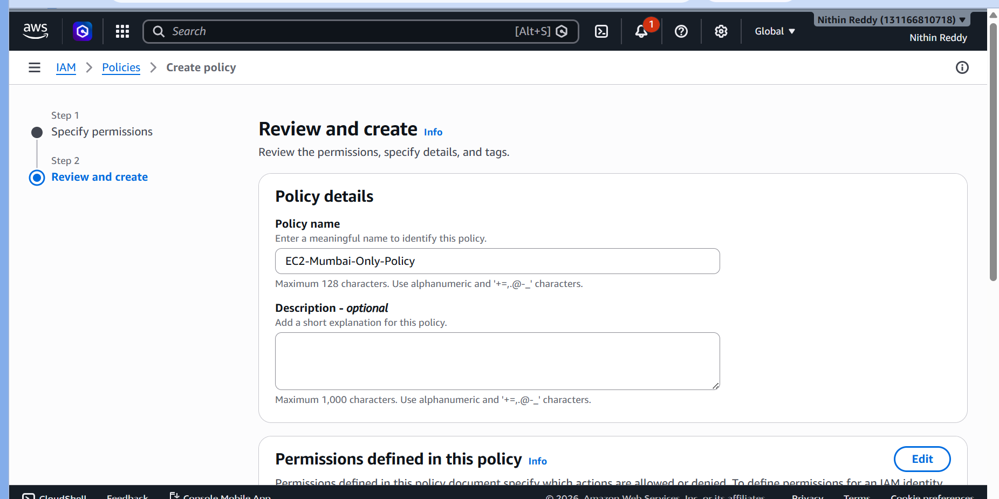 aws
Search
[Alt+S]
1
Global
Nithin Reddy (131166810718)
Nithin Reddy
IAM
Policies
Create policy
Step 1
Specify permissions
Step 2
Review and create
Review and create Info
Review the permissions, specify details, and tags.
Policy details
Policy name
Enter a meaningful name to identify this policy.
EC2-Mumbai-Only-Policy
Maximum 128 characters. Use alphanumeric and '+=,.@-_' characters.
Description - optional
Add a short explanation for this policy.
Maximum 1,000 characters. Use alphanumeric and '+=,.@-_' characters.
Permissions defined in this policy Info
Edit
Permissions defined in this policy document specify which actions are allowed or denied. To define permissions for an IAM identity
CloudShell
Feedback
Console Mobile App
© 2026, Amazon Web Services, Inc. or its affiliates.
Privacy
Terms
Cookie preferences